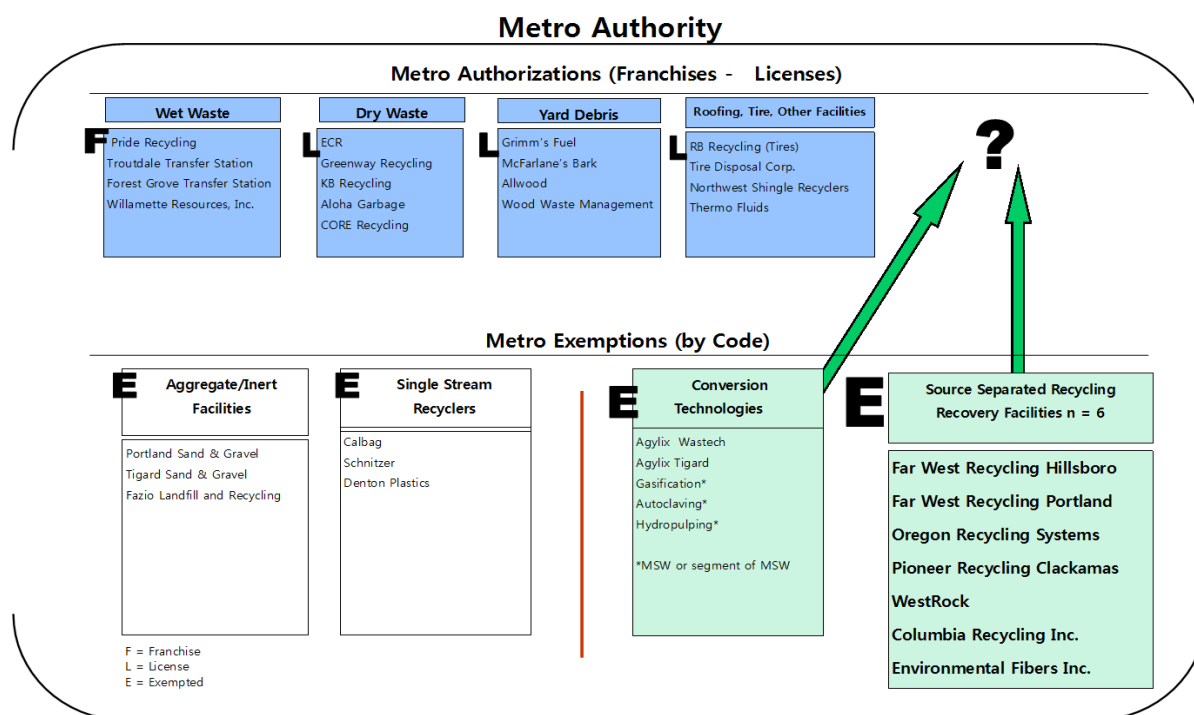 Metro Authority
Metro Authorizations (Franchises -   Licenses)
Wet Waste
F
Pride Recycling
Troutdale Transfer Station
Forest Grove Transfer Station
Willamette Resources, Inc.
Dry Waste
L
ECR
Greenway Recycling
KB Recycling
Aloha Garbage
CORE Recycling
Yard Debris
L
Grimm's Fuel
McFarlane's Bark
Allwood
Wood Waste Management
Roofing, Tire, Other Facilities
L
RB Recycling (Tires)
Tire Disposal Corp.
Northwest Shingle Recyclers
Thermo Fluids
?
Metro Exemptions (by Code)
E
Aggregate/Inert
Facilities
Portland Sand & Gravel
Tigard Sand & Gravel
Fazio Landfill and Recycling
E
Single Stream
Recyclers
Calbag
Schnitzer
Denton Plastics
E
Conversion
Technologies
Agylix  Wastech
Agylix Tigard
Gasification*
Autoclaving*
Hydropulping*
*MSW or segment of MSW
E
Source Separated Recycling
Recovery Facilities n = 6
Far West Recycling Hillsboro
Far West Recycling Portland
Oregon Recycling Systems
Pioneer Recycling Clackamas
WestRock
Columbia Recycling Inc.
Environmental Fibers Inc.
F = Franchise
L = License
E = Exempted